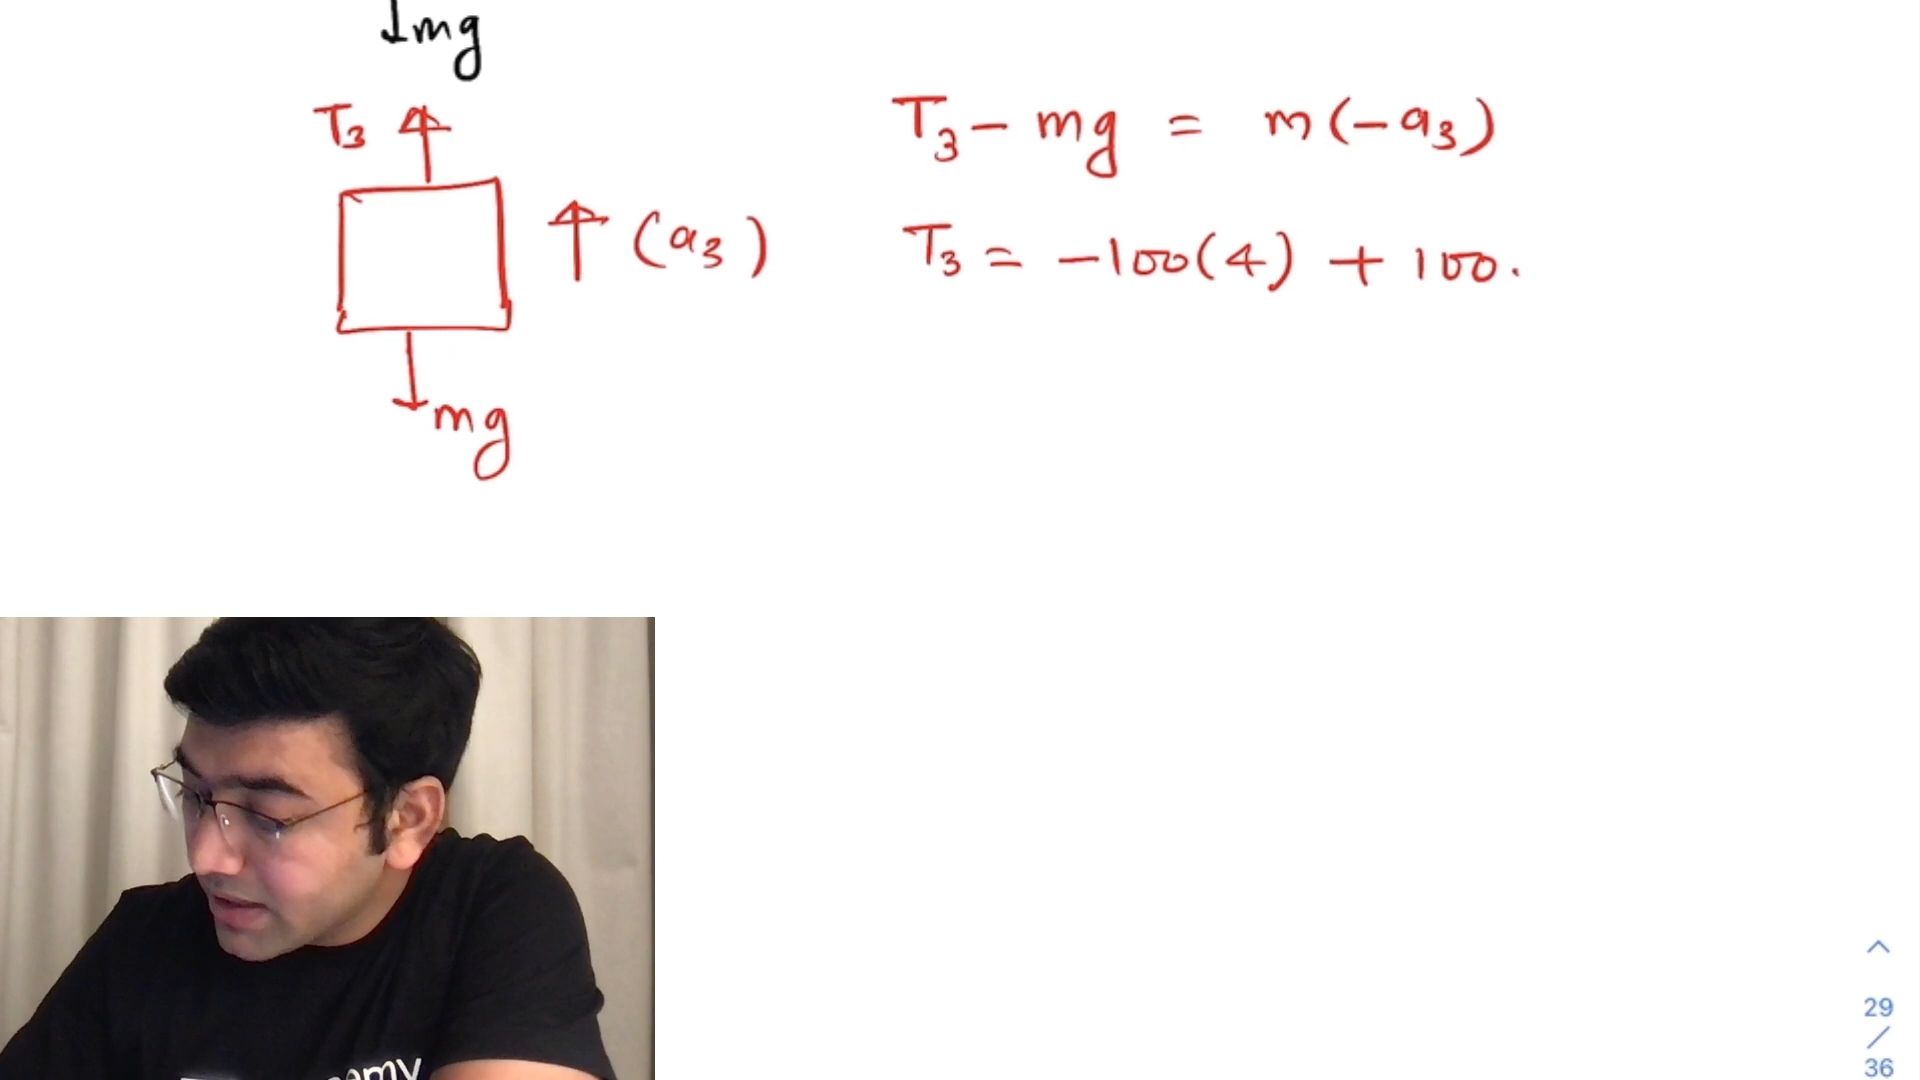 ↓mg
T₃ ↑
T₃ - mg = m(-a₃)
↑ (a₃)
T₃ = -100(4) + 100.
↓mg
29
/
36